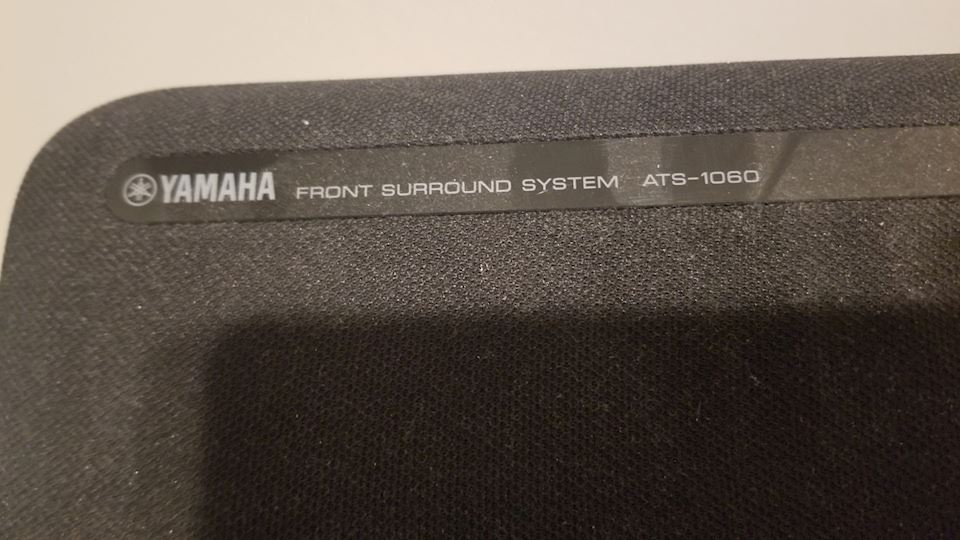 YAMAHA FRONT SURROUND SYSTEM ATS-1060